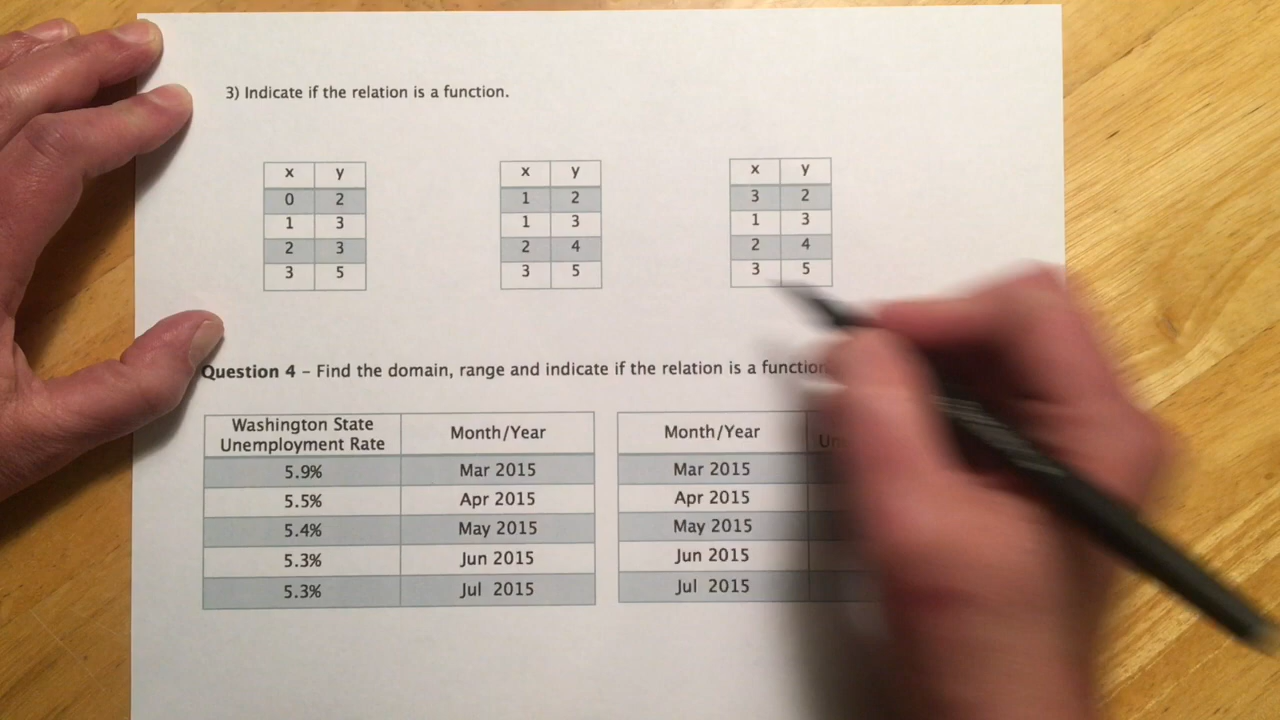 3) Indicate if the relation is a function.
x y
0 2
1 3
2 3
3 5
x y
1 2
1 3
2 4
3 5
x y
3 2
1 3
2 4
3 5
Question 4 – Find the domain, range and indicate if the relation is a function
Washington State
Unemployment Rate Month/Year
5.9% Mar 2015
5.5% Apr 2015
5.4% May 2015
5.3% Jun 2015
5.3% Jul 2015
Month/Year
Mar 2015
Apr 2015
May 2015
Jun 2015
Jul 2015